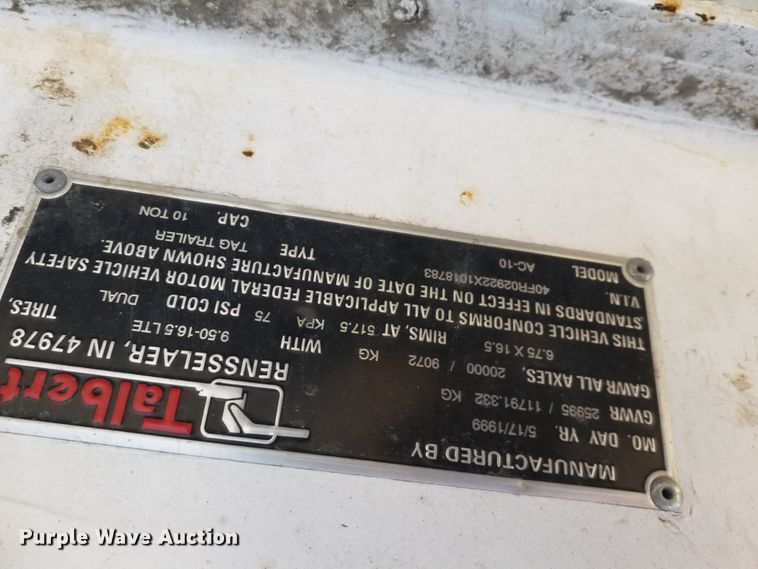 MANUFACTURED BY
Talbert
RENSSELAER, IN 47978
MO. DAY YR. 5/17/1999
GVWR 25995 / 11791.332 KG
GAWR ALL AXLES, 20000 / 9072 KG WITH 9.50-16.5 LTE TIRES,
6.75 X 16.5 RIMS, AT 517.5 KPA 75 PSI COLD DUAL
THIS VEHICLE CONFORMS TO ALL APPLICABLE FEDERAL MOTOR VEHICLE SAFETY
STANDARDS IN EFFECT ON THE DATE OF MANUFACTURE SHOWN ABOVE.
V.I.N. 40FR02922X1018783 TYPE TAG TRAILER
MODEL AC-10 CAP. 10 TON
Purple Wave Auction